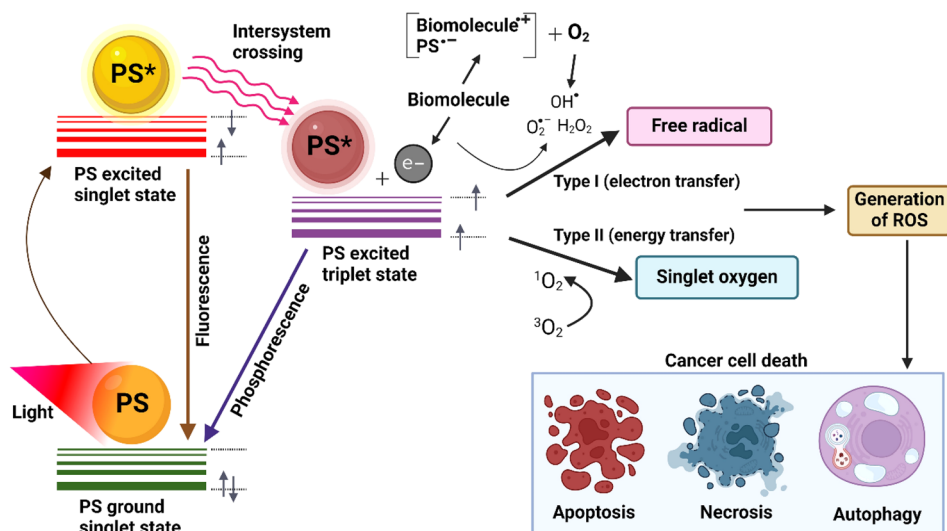 PS*
Intersystem
crossing
Biomolecule•+
PS•−
+ O₂
Biomolecule
OH•
O₂•− H₂O₂
PS*
+
e−
PS excited
singlet state
PS excited
triplet state
Free radical
Type I (electron transfer)
Type II (energy transfer)
Singlet oxygen
¹O₂
³O₂
Generation
of ROS
Fluorescence
Phosphorescence
Light
PS
PS ground
singlet state
Cancer cell death
Apoptosis
Necrosis
Autophagy